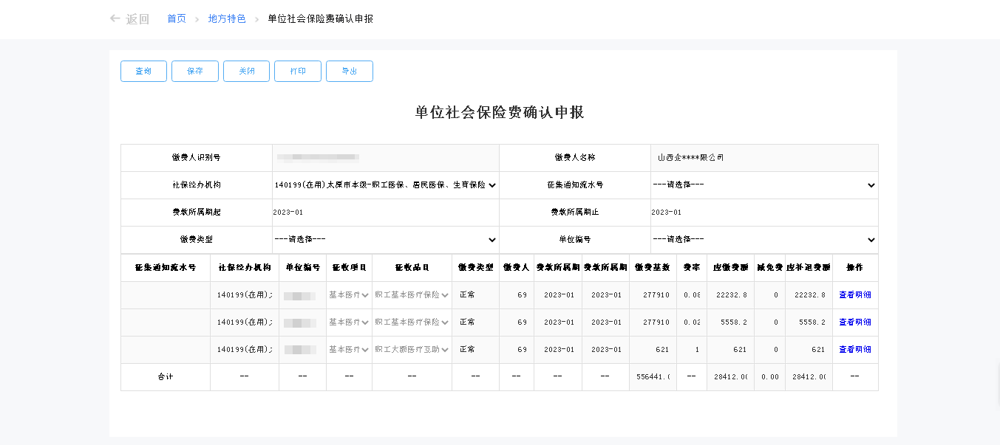 返回 首页 > 地方特色 > 单位社会保险费确认申报
查询 保存 关闭 打印 导出
单位社会保险费确认申报
缴费人识别号 缴费人名称 山西企****限公司
社保经办机构 140199(在用)太原市本级-职工医保、居民医保、生育保险 征集通知流水号 ---请选择---
费款所属期起 2023-01 费款所属期止 2023-01
缴费类型 ---请选择--- 单位编号 ---请选择---
征集通知流水号 社保经办机构 单位编号 征收项目 征收品目 缴费类型 缴费人 费款所属期 费款所属期 缴费基数 费率 应缴费额 减免费 应补退费额 操作
140199(在用) 基本医疗 职工基本医疗保险 正常 69 2023-01 2023-01 277910 0.08 22232.8 0 22232.8 查看明细
140199(在用) 基本医疗 职工基本医疗保险 正常 69 2023-01 2023-01 277910 0.02 5558.2 0 5558.2 查看明细
140199(在用) 基本医疗 职工大额医疗互助 正常 69 2023-01 2023-01 621 1 621 0 621 查看明细
合计 -- -- -- -- -- -- -- -- 556441.0 -- 28412.00 0.00 28412.00 --